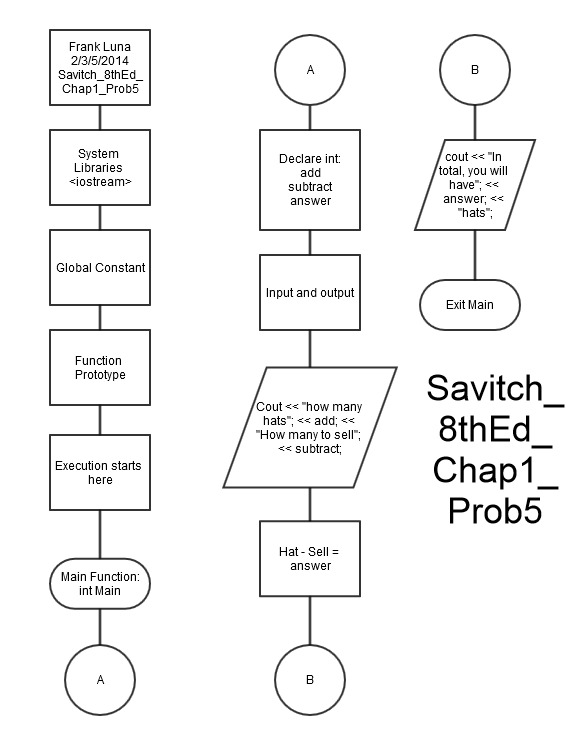 Frank Luna
2/3/5/2014
Savitch_8thEd_
Chap1_Prob5
System
Libraries
<iostream>
Global Constant
Function
Prototype
Execution starts
here
Main Function:
int Main
A
A
Declare int:
add
subtract
answer
Input and output
Cout << "how many
hats"; << add; <<
"How many to sell";
<< subtract;
Hat - Sell =
answer
B
B
cout << "In
total, you will
have"; <<
answer; <<
"hats";
Exit Main
Savitch_
8thEd_
Chap1_
Prob5